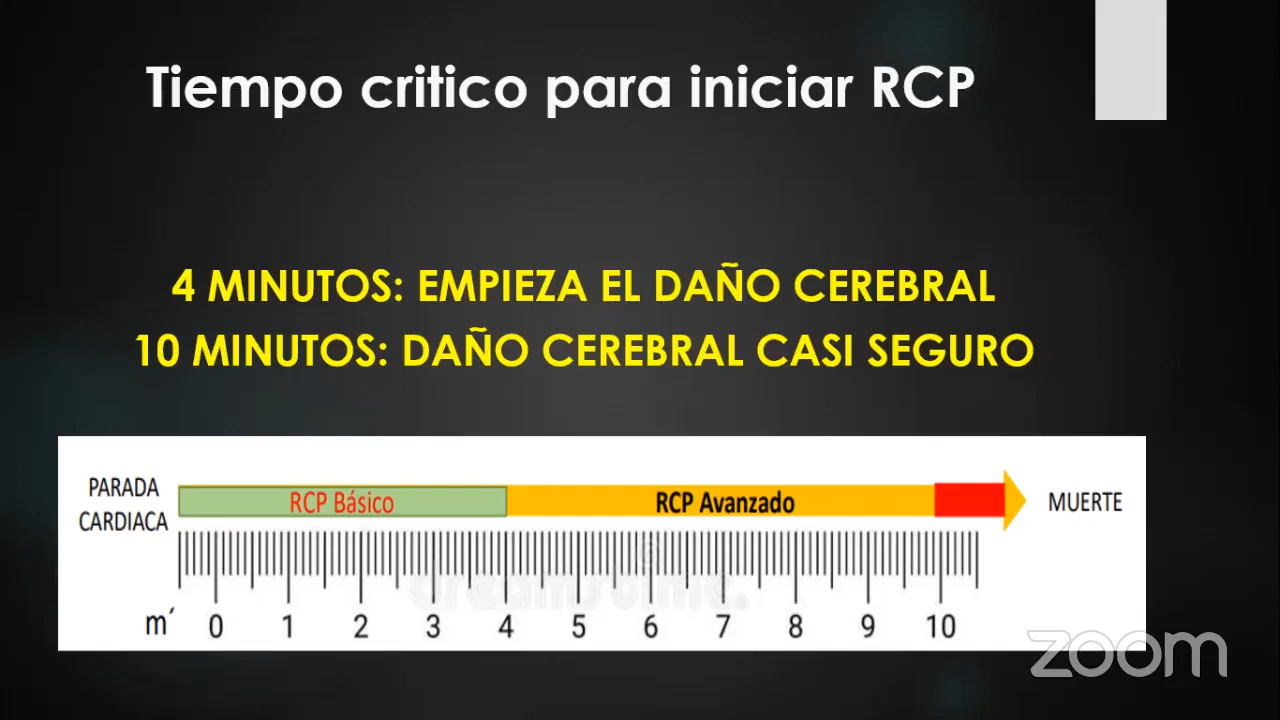 Tiempo critico para iniciar RCP
4 MINUTOS: EMPIEZA EL DAÑO CEREBRAL
10 MINUTOS: DAÑO CEREBRAL CASI SEGURO
PARADA
CARDIACA
RCP Básico
RCP Avanzado
MUERTE
dreamstime.
m´ 0 1 2 3 4 5 6 7 8 9 10
zoom